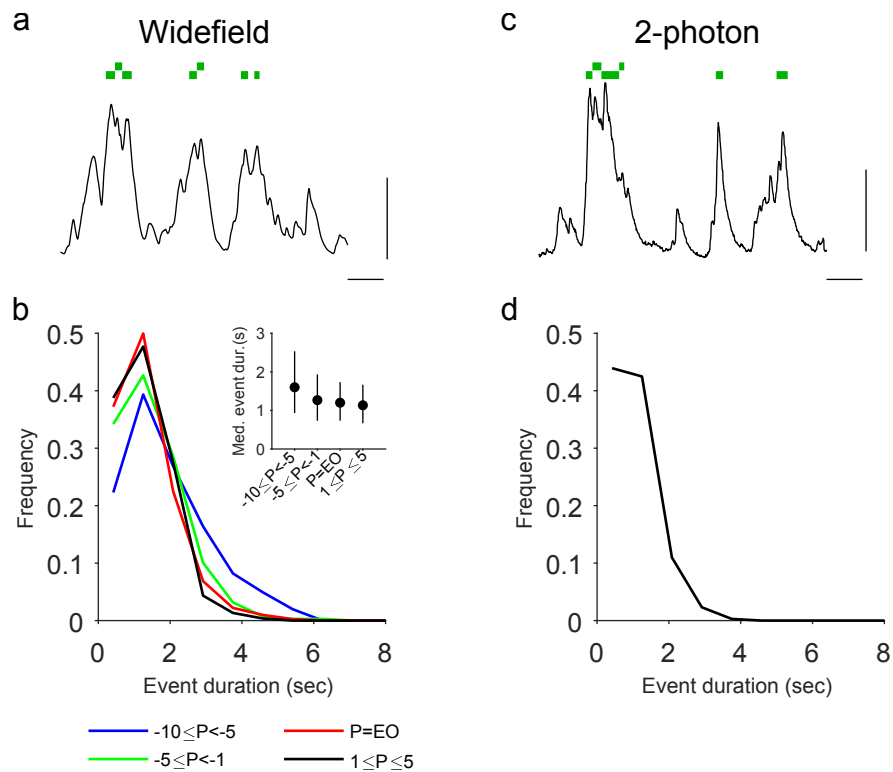 a
Widefield
c
2-photon
b
0.5
0.4
0.3
0.2
0.1
0
Frequency
0
2
4
6
8
Event duration (sec)
3
2
1
0
Med. event dur.(s)
-10≤P<-5
-5≤P<-1
P=EO
1≤P≤5
d
0.5
0.4
0.3
0.2
0.1
0
Frequency
0
2
4
6
8
Event duration (sec)
-10≤P<-5
P=EO
-5≤P<-1
1≤P≤5